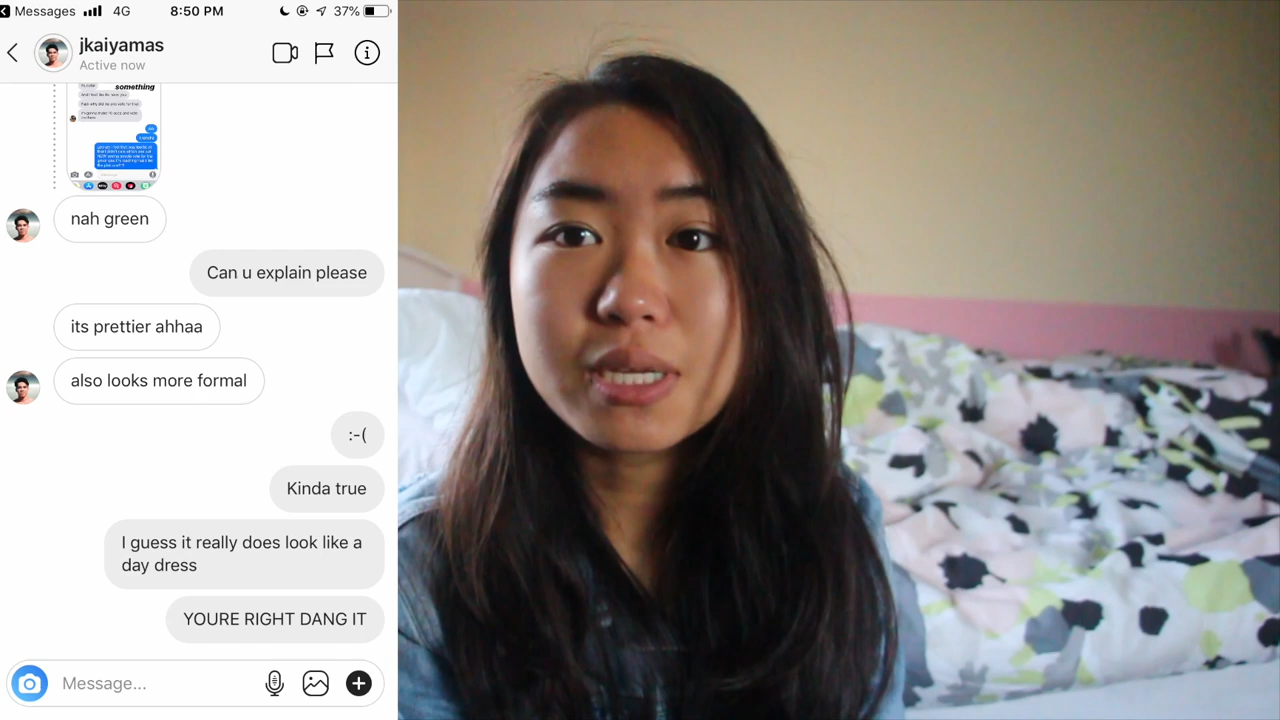 Messages 4G 8:50 PM 37%
jkaiyamas
Active now
something
nah green
Can u explain please
its prettier ahhaa
also looks more formal
:-(
Kinda true
I guess it really does look like a
day dress
YOURE RIGHT DANG IT
Message...